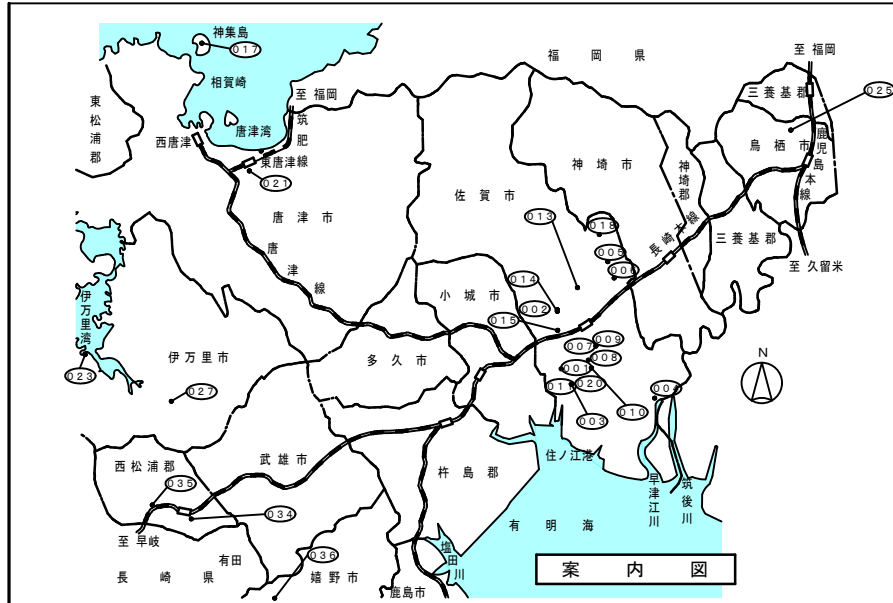 神集島
017
相賀崎
至 福岡
福岡県
至 福岡
東松浦郡
三養基郡
025
西唐津
唐津湾
筑肥線
東唐津
021
鳥栖市
鹿児島本線
神埼市
神埼郡
佐賀市
唐津市
013
018
長崎本線
005
006
三養基郡
至 久留米
唐津線
014
002
小城市
015
伊万里湾
伊万里市
多久市
007
009
008
001
023
027
011
020
004
003
010
N
西松浦郡
武雄市
杵島郡
住ノ江港
035
034
早津江川
筑後川
有明海
至 早岐
有田
036
塩田川
長崎県
嬉野市
鹿島市
案内図